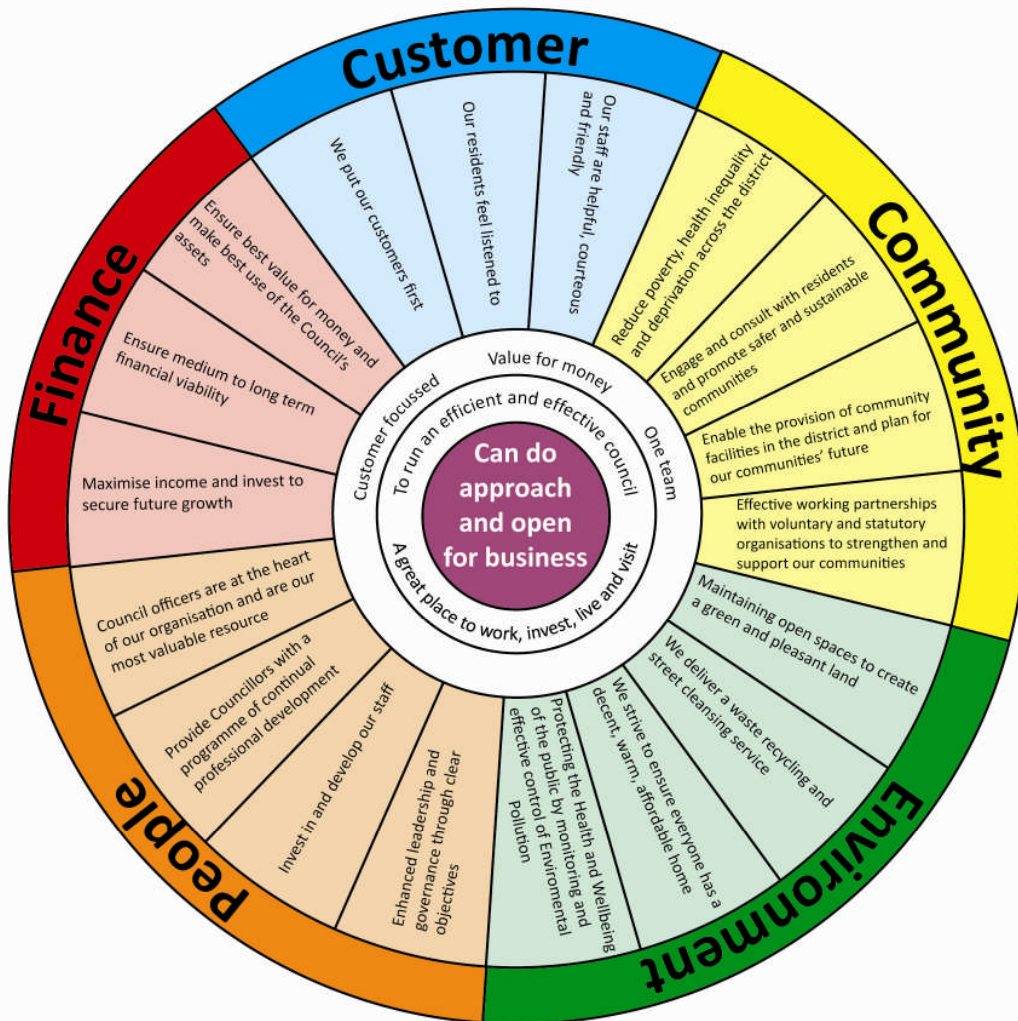 Customer
We put our customers first
Our residents feel listened to
Our staff are helpful, courteous
and friendly
Community
Reduce poverty, health inequality
and deprivation across the district
Engage and consult with residents
and promote safer and sustainable
communities
Enable the provision of community
facilities in the district and plan for
our communities' future
Effective working partnerships
with voluntary and statutory
organisations to strengthen and
support our communities
Environment
Maintaining open spaces to create
a green and pleasant land
We deliver a waste recycling and
street cleansing service
We strive to ensure everyone has a
decent, warm, affordable home
Protecting the Health and Wellbeing
of the public by monitoring and
effective control of Enviromental
Pollution
People
Enhanced leadership and
governance through clear
objectives
Invest in and develop our staff
Provide Councillors with a
programme of continual
professional development
Council officers are at the heart
of our organisation and are our
most valuable resource
Finance
Maximise income and invest to
secure future growth
Ensure medium to long term
financial viability
Ensure best value for money and
make best use of the Council's
assets
Customer focussed
Value for money
One team
To run an efficient and effective council
A great place to work, invest, live and visit
Can do
approach
and open
for business